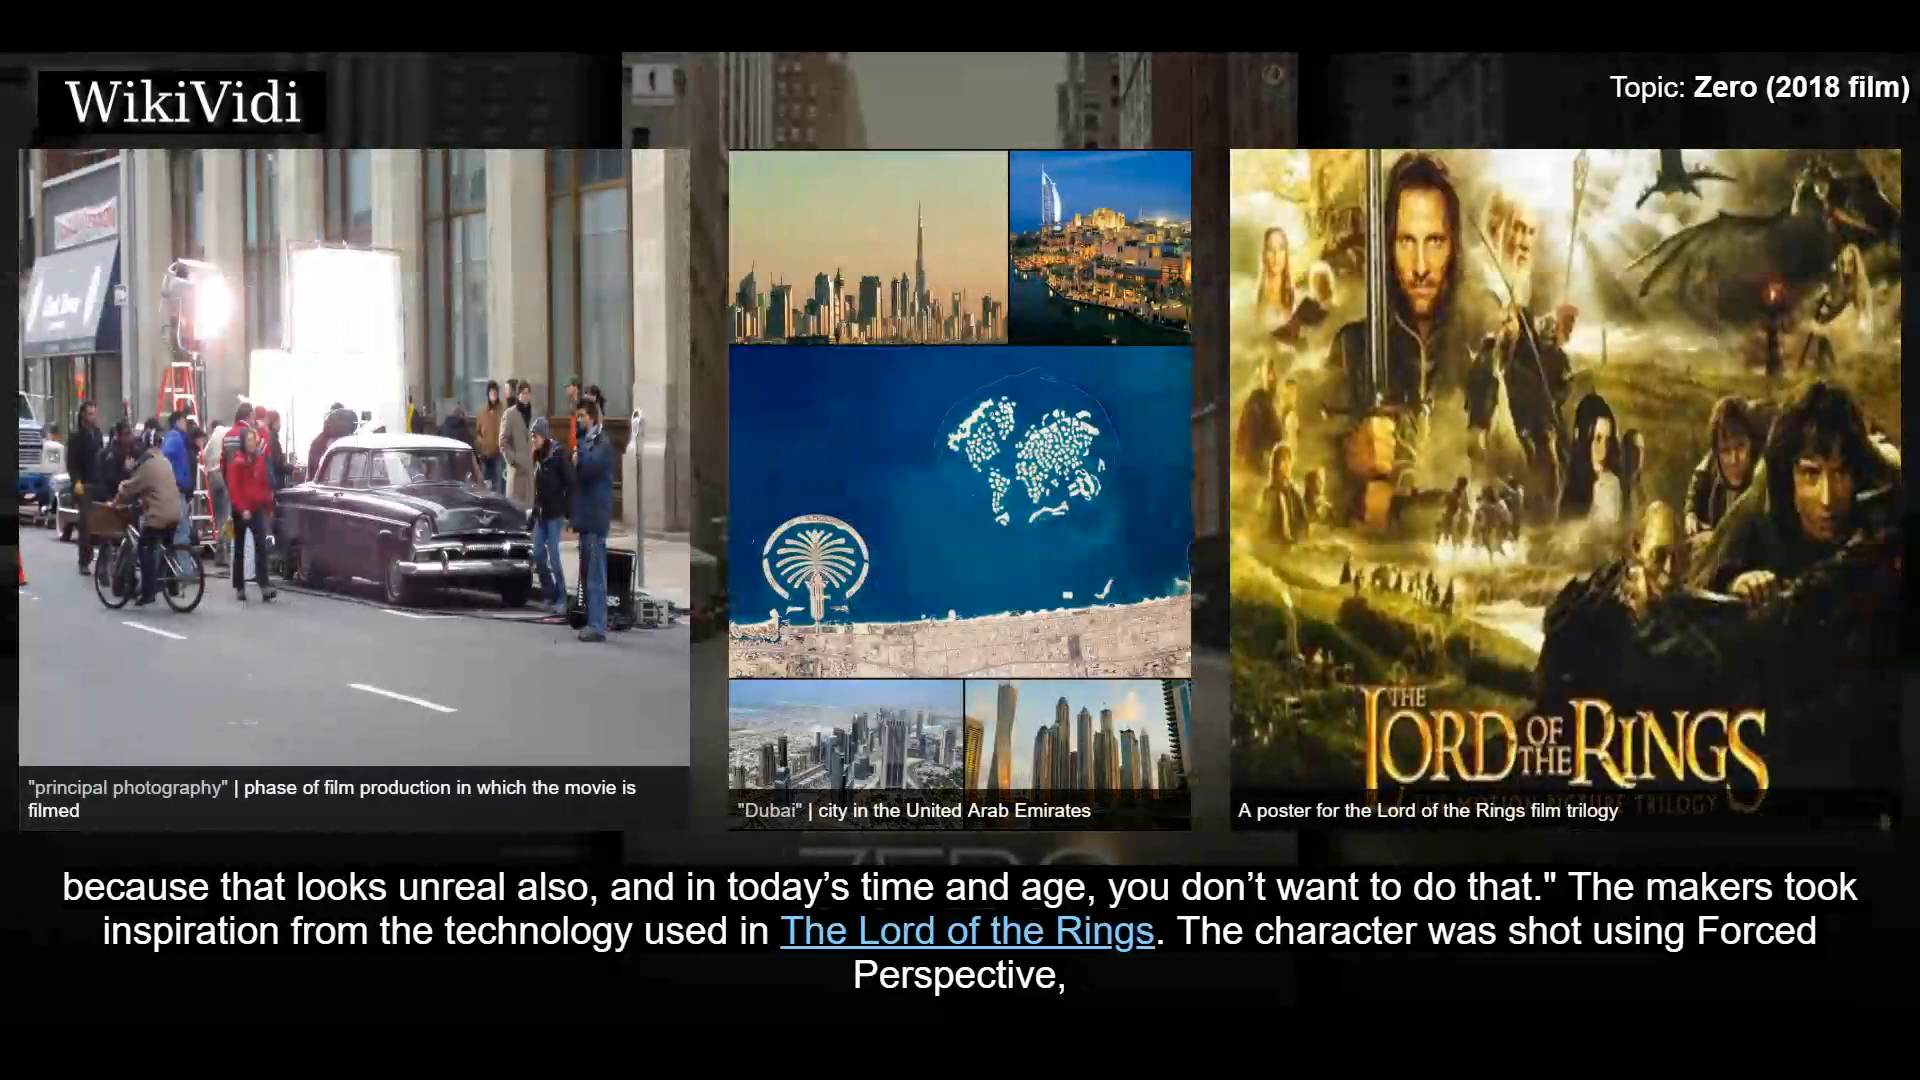 WikiVidi
Topic: Zero (2018 film)
THE
LORD OF THE RINGS
"principal photography" | phase of film production in which the movie is
filmed
"Dubai" | city in the United Arab Emirates
A poster for the Lord of the Rings film trilogy
because that looks unreal also, and in today’s time and age, you don’t want to do that." The makers took
inspiration from the technology used in The Lord of the Rings. The character was shot using Forced
Perspective,